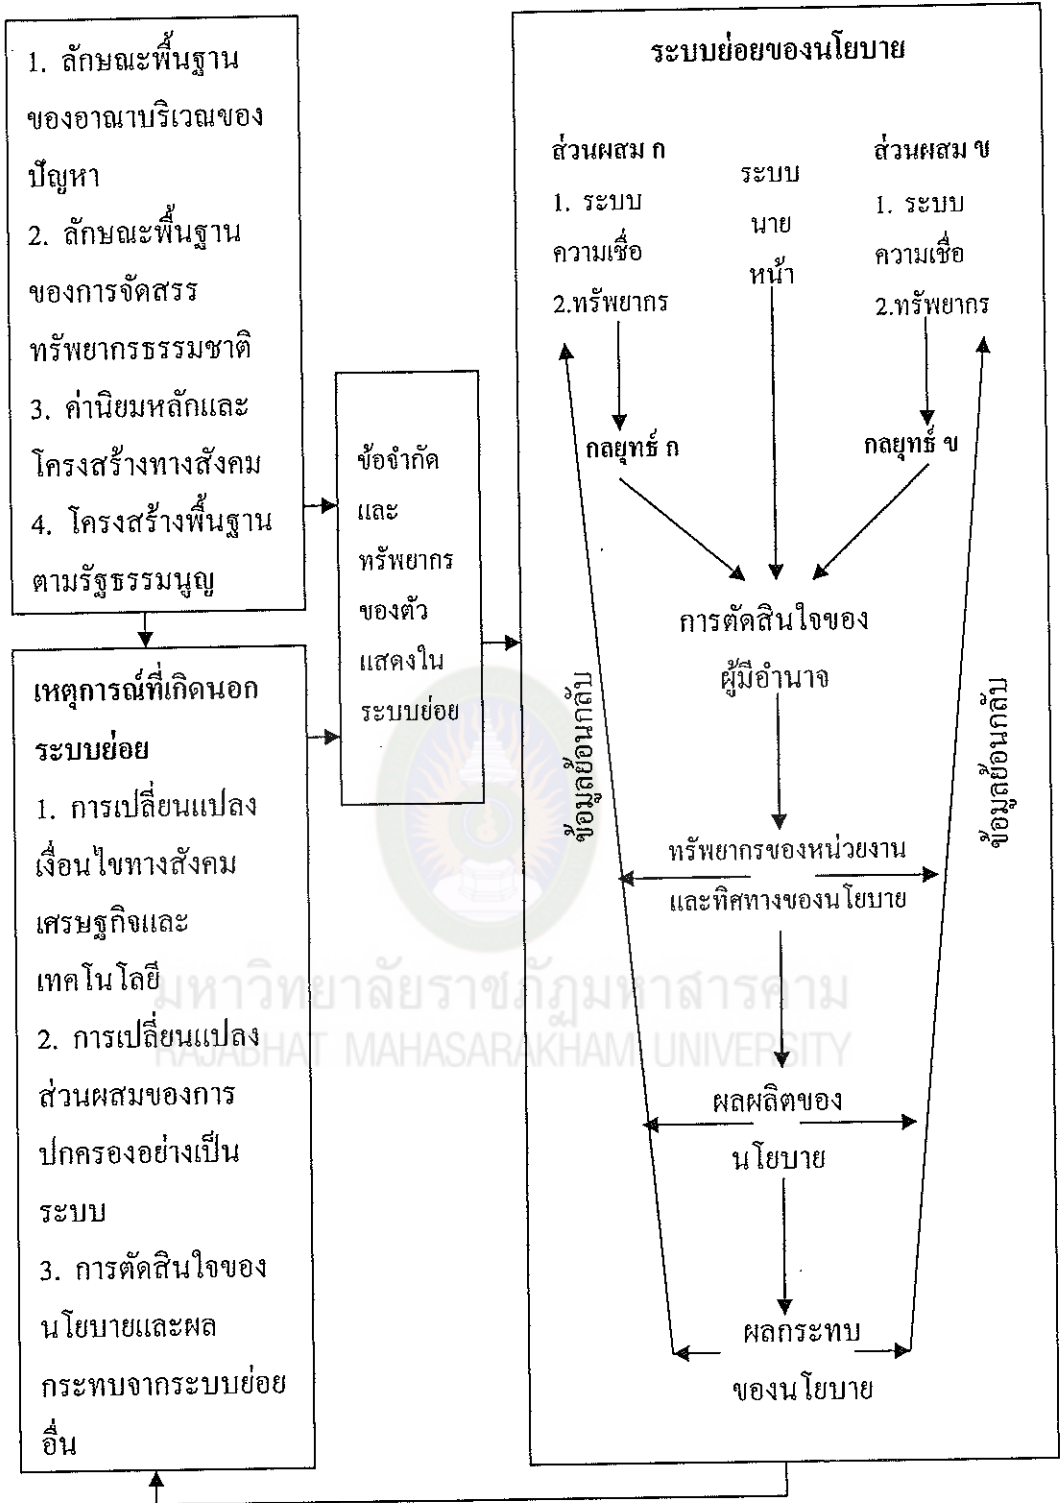 1. ลักษณะพื้นฐาน
ของอาณาบริเวณของ
ปัญหา
2. ลักษณะพื้นฐาน
ของการจัดสรร
ทรัพยากรธรรมชาติ
3. ค่านิยมหลักและ
โครงสร้างทางสังคม
4. โครงสร้างพื้นฐาน
ตามรัฐธรรมนูญ
เหตุการณ์ที่เกิดนอก
ระบบย่อย
1. การเปลี่ยนแปลง
เงื่อนไขทางสังคม
เศรษฐกิจและ
เทคโนโลยี
2. การเปลี่ยนแปลง
ส่วนผสมของการ
ปกครองอย่างเป็น
ระบบ
3. การตัดสินใจของ
นโยบายและผล
กระทบจากระบบย่อย
อื่น
ข้อจำกัด
และ
ทรัพยากร
ของตัว
แสดงใน
ระบบย่อย
ระบบย่อยของนโยบาย
ส่วนผสม ก
1. ระบบ
ความเชื่อ
2.ทรัพยากร
ระบบ
นาย
หน้า
ส่วนผสม ข
1. ระบบ
ความเชื่อ
2.ทรัพยากร
กลยุทธ์ ก
กลยุทธ์ ข
การตัดสินใจของ
ผู้มีอำนาจ
ข้อมูลย้อนกลับ
ข้อมูลย้อนกลับ
ทรัพยากรของหน่วยงาน
และทิศทางของนโยบาย
ผลผลิตของ
นโยบาย
ผลกระทบ
ของนโยบาย
มหาวิทยาลัยราชภัฏมหาสารคาม
RAJABHAT MAHASARAKHAM UNIVERSITY